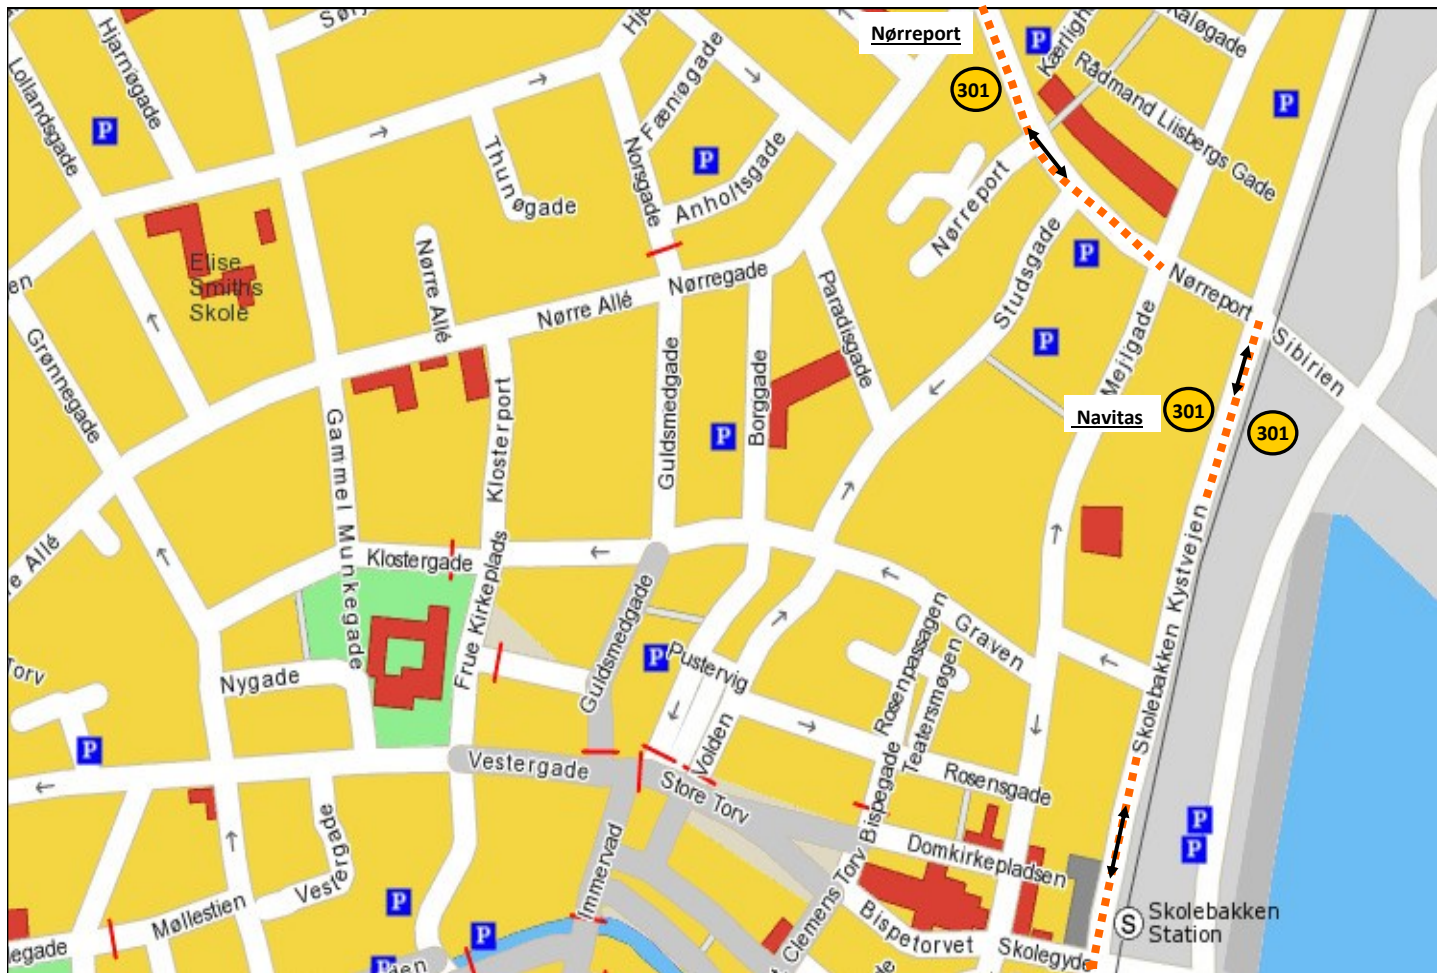 Hjarnøgade
Lollandsgade
P
Nørreport
P
301
Kaløgade
Rådmand Liisbergs Gade
P
Fænøgade
Norsgade
P
Anholtsgade
Thunøgade
Nørreport
Elise
Smiths
Skole
Nørre Allé
Nørre Allé
Nørregade
Paradisgade
Studsgade
P
P
Nørreport
Sibirien
Mejlgade
Grønnegade
Gammel Munkegade
Klosterport
Guldsmedgade
Borggade
P
Navitas
301
301
Klostergade
Frue Kirkeplads
Guldsmedgade
P
Pustervig
Rosenpassagen
Teatersmøgen
Graven
Skolebakken Kystvejen
Nygade
Torv
P
Vestergade
Volden
Store Torv
Bispegade
Rosensgade
P
P
Vestergade
Møllestien
P
P
P
Immervad
Clemens Torv
Domkirkepladsen
Bispetorvet
Skolegyde
S
Skolebakken
Station